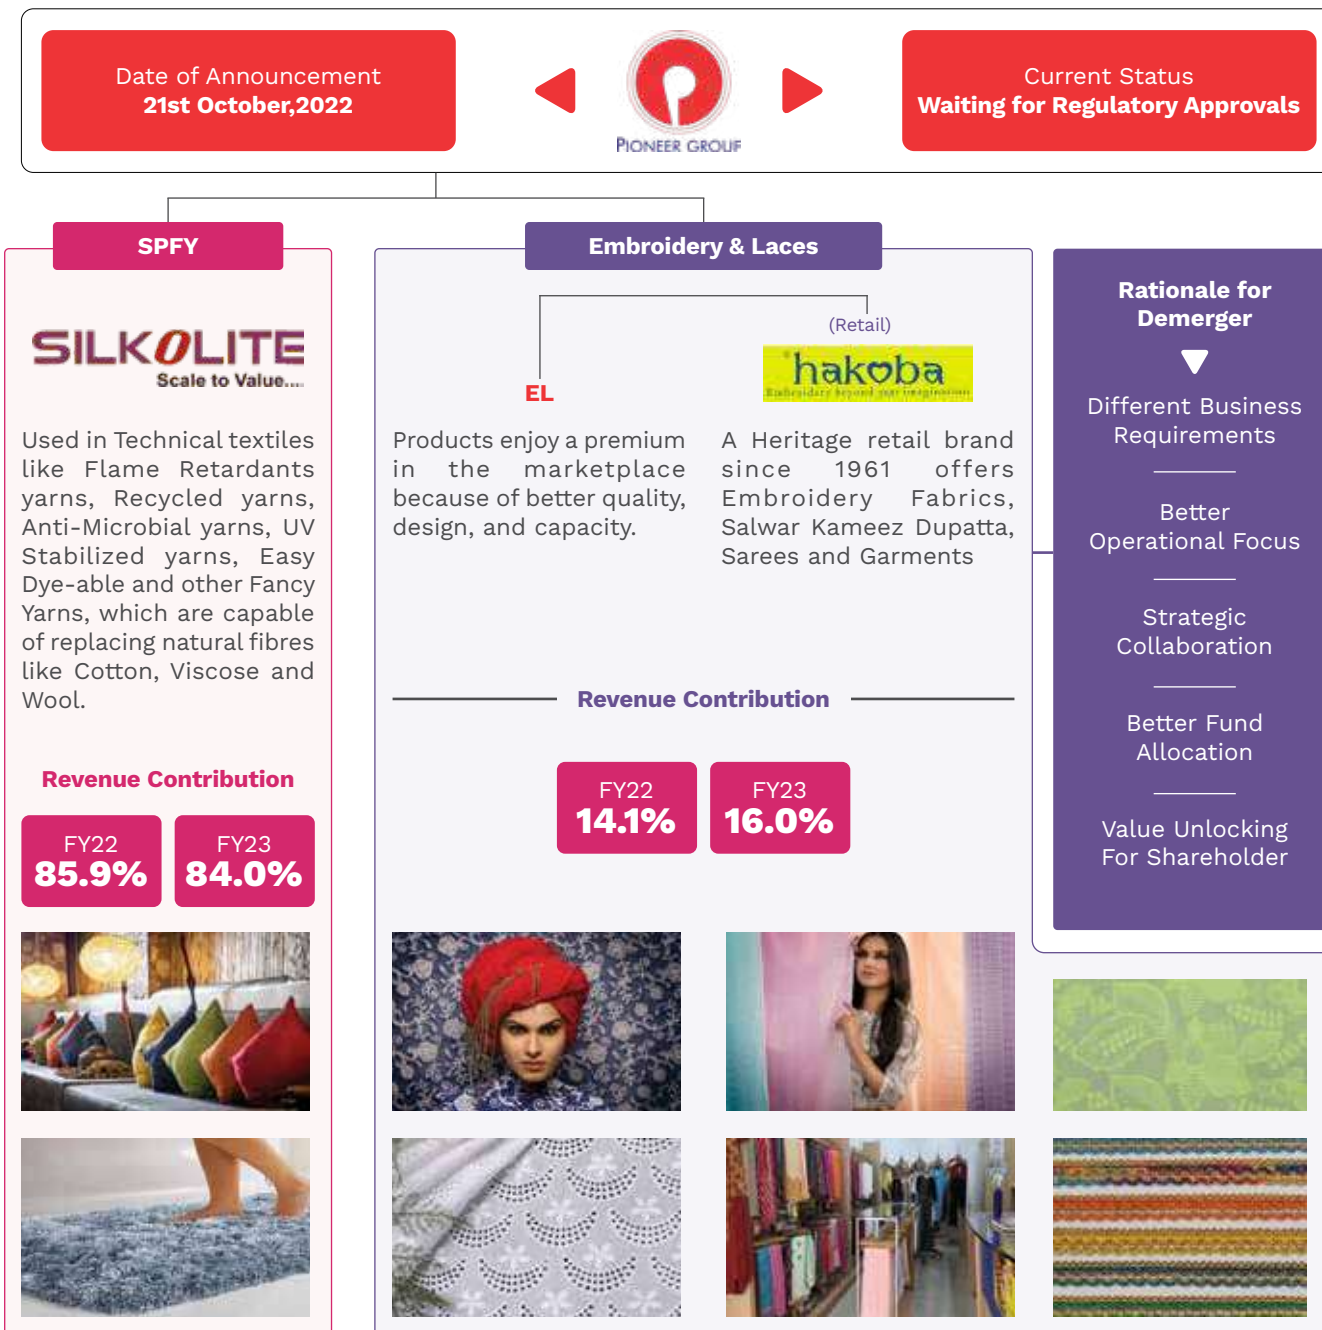 Date of Announcement
21st October,2022
PIONEER GROUP
Current Status
Waiting for Regulatory Approvals
SPFY
SILKOLITE
Scale to Value....
Used in Technical textiles
like Flame Retardants
yarns, Recycled yarns,
Anti-Microbial yarns, UV
Stabilized yarns, Easy
Dye-able and other Fancy
Yarns, which are capable
of replacing natural fibres
like Cotton, Viscose and
Wool.
Revenue Contribution
FY22
85.9%
FY23
84.0%
Embroidery & Laces
EL
Products enjoy a premium
in the marketplace
because of better quality,
design, and capacity.
(Retail)
hakoba
Embroidery beyond your imagination
A Heritage retail brand
since 1961 offers
Embroidery Fabrics,
Salwar Kameez Dupatta,
Sarees and Garments
Revenue Contribution
FY22
14.1%
FY23
16.0%
Rationale for
Demerger
Different Business
Requirements
Better
Operational Focus
Strategic
Collaboration
Better Fund
Allocation
Value Unlocking
For Shareholder